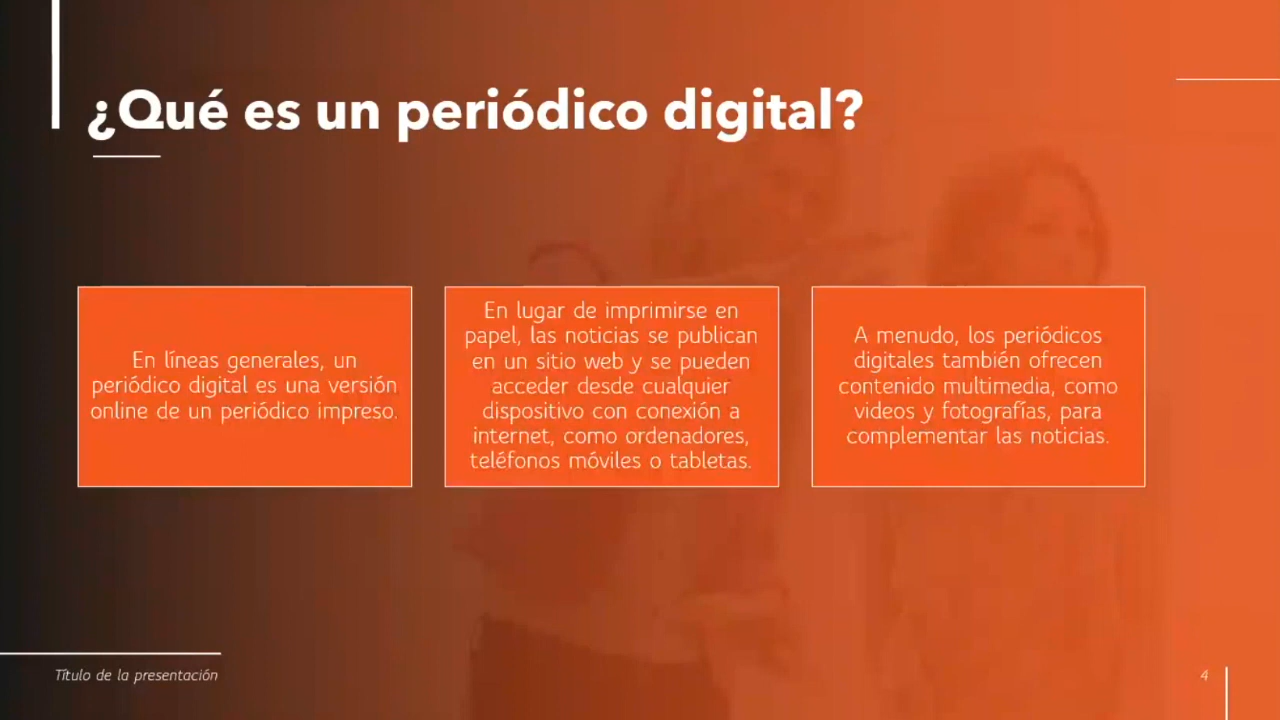 ¿Qué es un periódico digital?
En líneas generales, un
periódico digital es una versión
online de un periódico impreso.
En lugar de imprimirse en
papel, las noticias se publican
en un sitio web y se pueden
acceder desde cualquier
dispositivo con conexión a
internet, como ordenadores,
teléfonos móviles o tabletas.
A menudo, los periódicos
digitales también ofrecen
contenido multimedia, como
videos y fotografías, para
complementar las noticias.
Título de la presentación
4